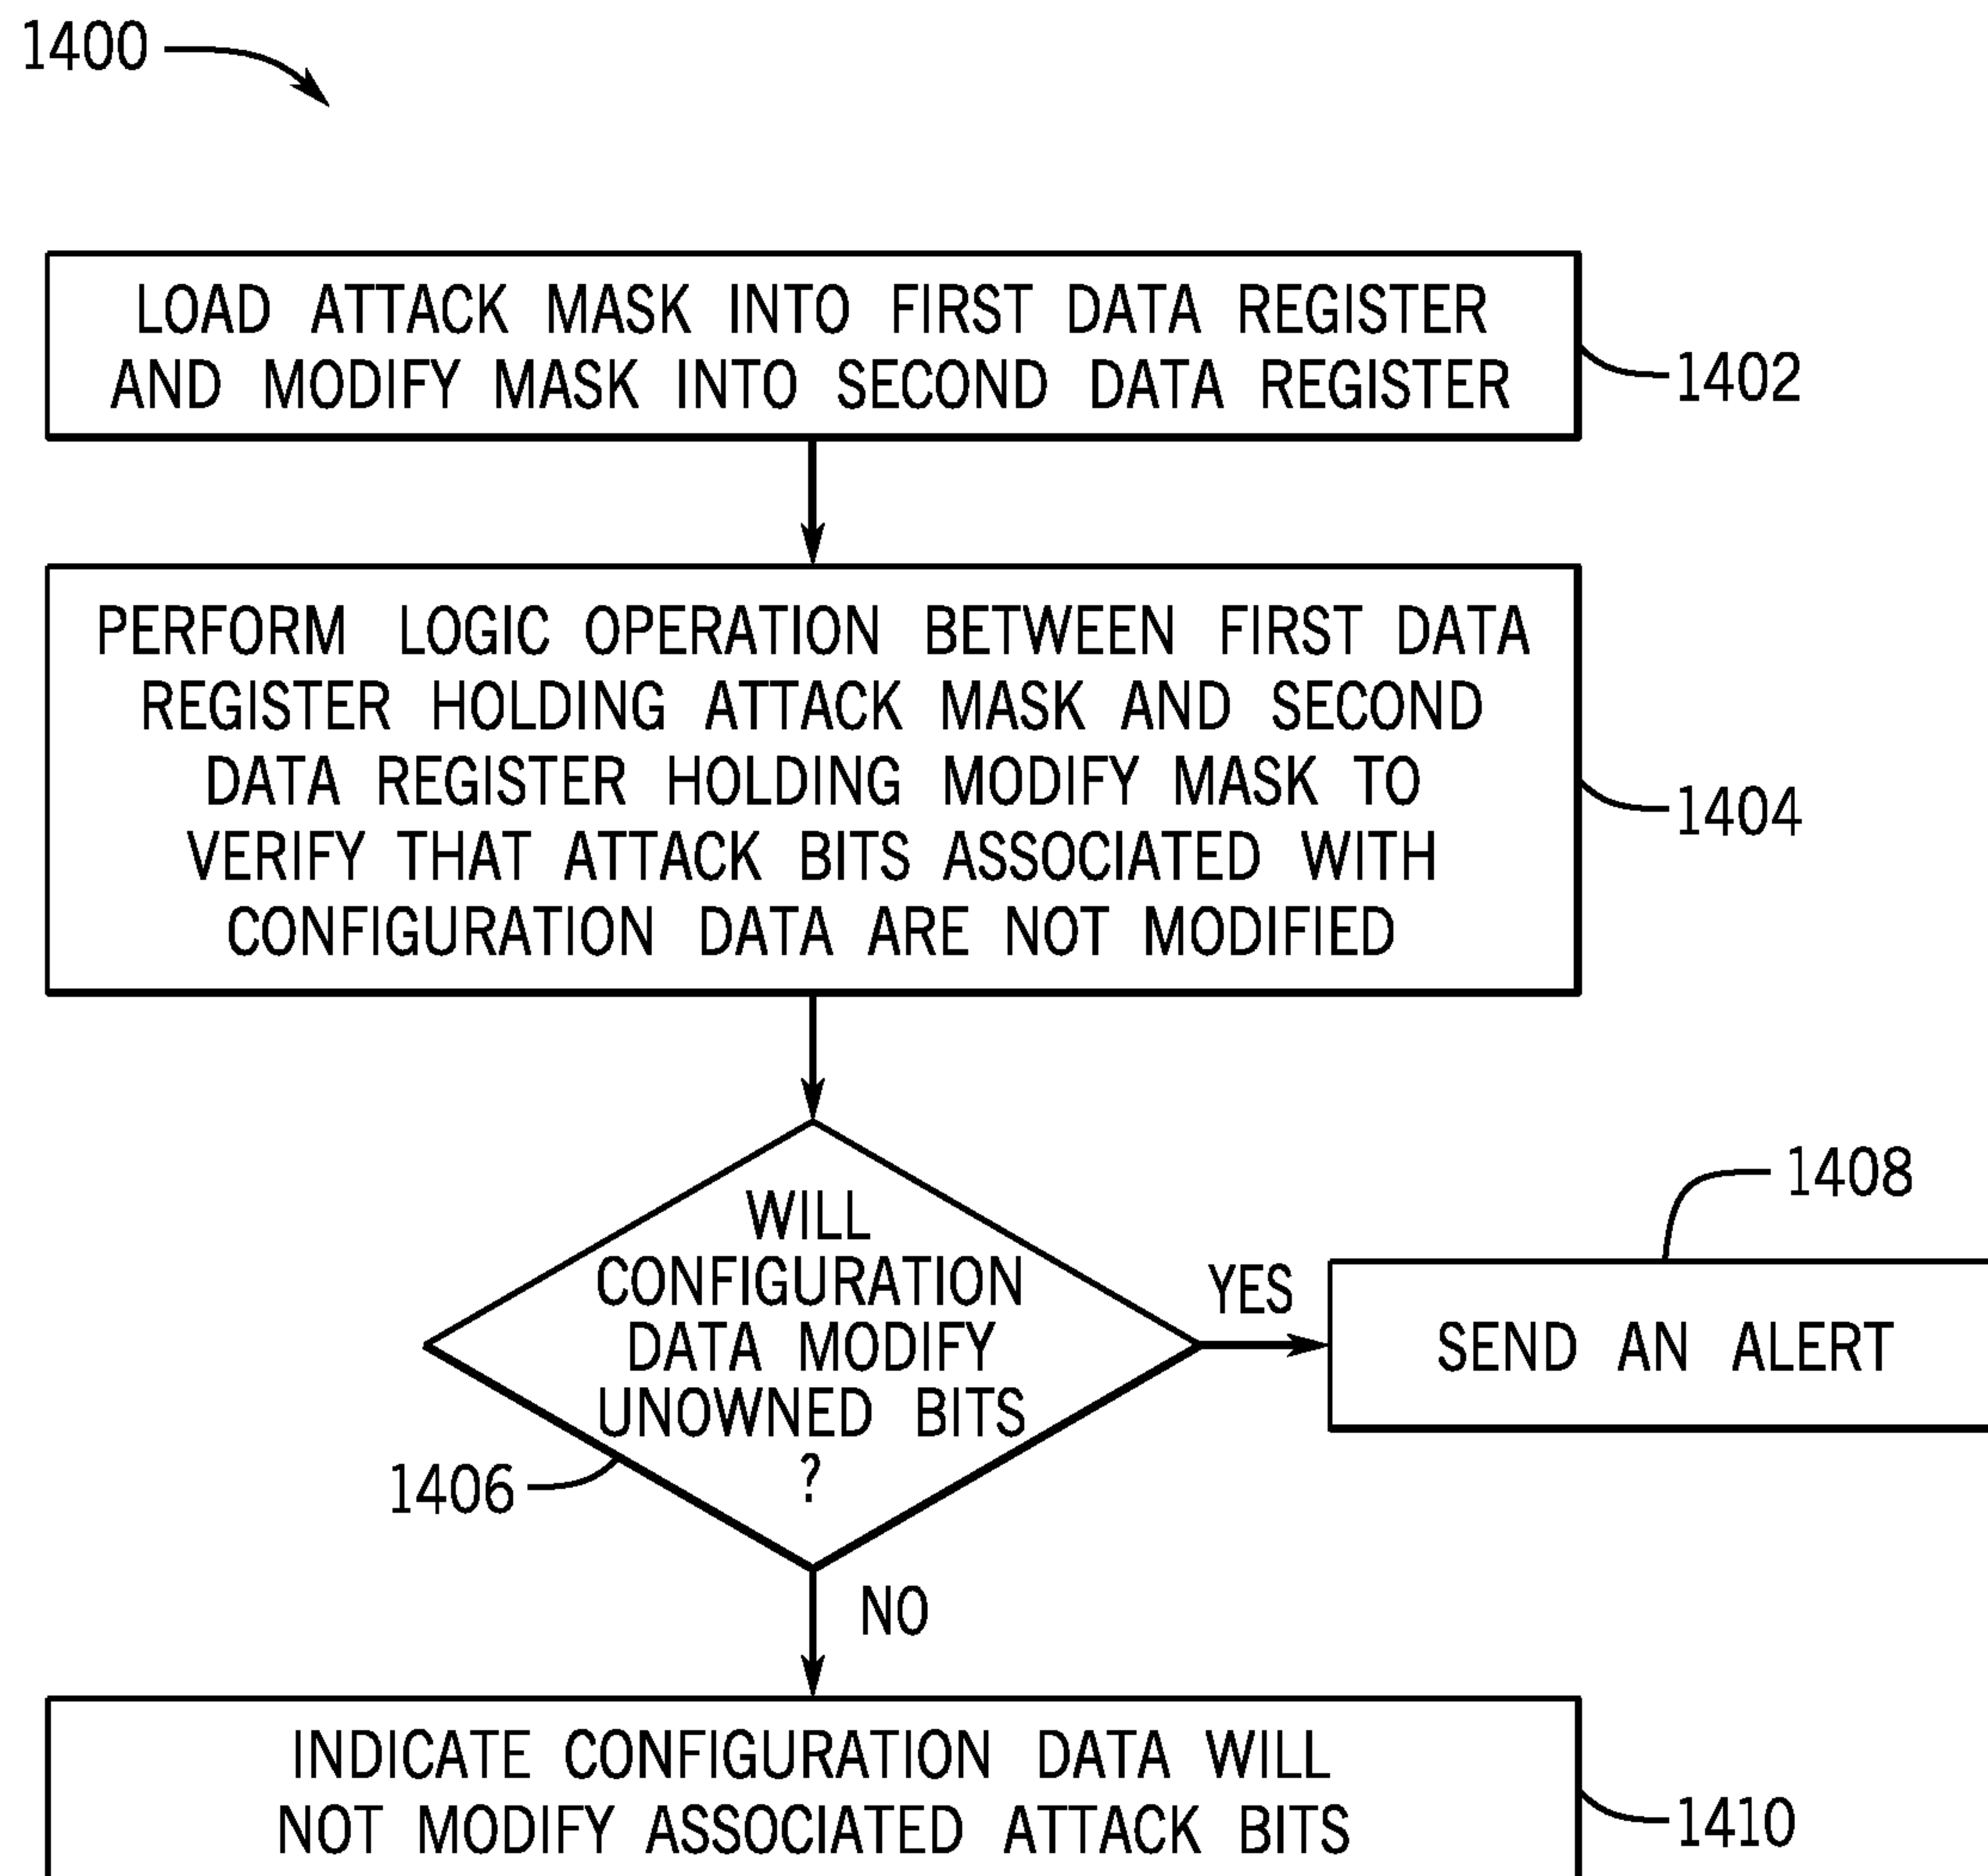 1400
LOAD ATTACK MASK INTO FIRST DATA REGISTER
AND MODIFY MASK INTO SECOND DATA REGISTER
1402
PERFORM LOGIC OPERATION BETWEEN FIRST DATA
REGISTER HOLDING ATTACK MASK AND SECOND
DATA REGISTER HOLDING MODIFY MASK TO
VERIFY THAT ATTACK BITS ASSOCIATED WITH
CONFIGURATION DATA ARE NOT MODIFIED
1404
WILL
CONFIGURATION
DATA MODIFY
UNOWNED BITS
?
1406
YES
1408
SEND AN ALERT
NO
INDICATE CONFIGURATION DATA WILL
NOT MODIFY ASSOCIATED ATTACK BITS
1410